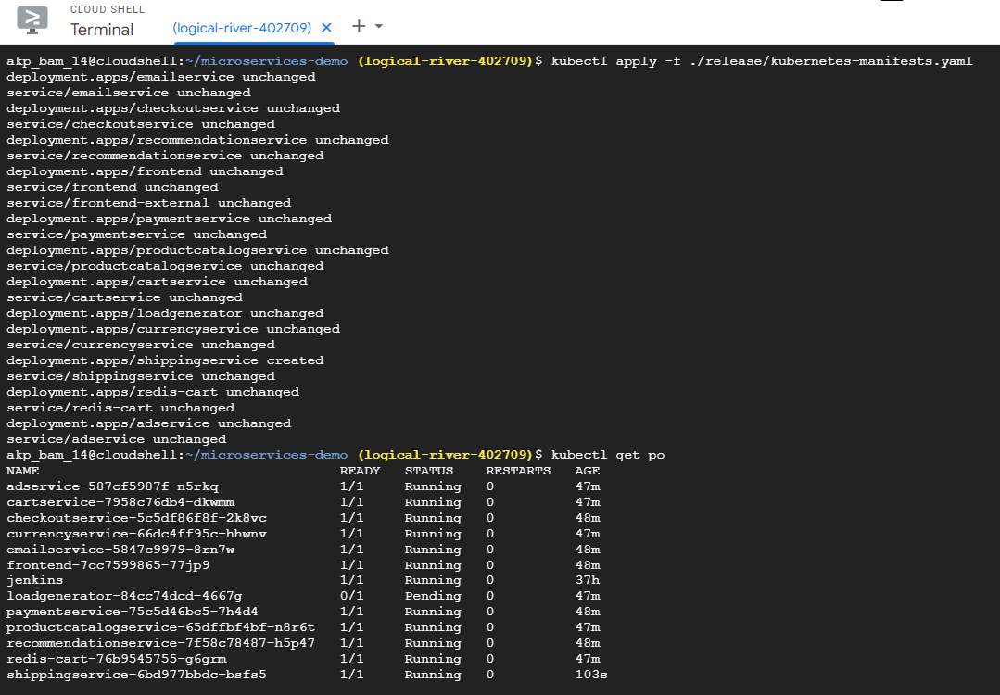 CLOUD SHELL
Terminal
(logical-river-402709)
akp_bam_14@cloudshell:~/microservices-demo (logical-river-402709)$ kubectl apply -f ./release/kubernetes-manifests.yaml
deployment.apps/emailservice unchanged
service/emailservice unchanged
deployment.apps/checkoutservice unchanged
service/checkoutservice unchanged
deployment.apps/recommendationservice unchanged
service/recommendationservice unchanged
deployment.apps/frontend unchanged
service/frontend unchanged
service/frontend-external unchanged
deployment.apps/paymentservice unchanged
service/paymentservice unchanged
deployment.apps/productcatalogservice unchanged
service/productcatalogservice unchanged
deployment.apps/cartservice unchanged
service/cartservice unchanged
deployment.apps/loadgenerator unchanged
deployment.apps/currencyservice unchanged
service/currencyservice unchanged
deployment.apps/shippingservice created
service/shippingservice unchanged
deployment.apps/redis-cart unchanged
service/redis-cart unchanged
deployment.apps/adservice unchanged
service/adservice unchanged
akp_bam_14@cloudshell:~/microservices-demo (logical-river-402709)$ kubectl get po
NAME READY STATUS RESTARTS AGE
adservice-587cf5987f-n5rkq 1/1 Running 0 47m
cartservice-7958c76db4-dkwmm 1/1 Running 0 47m
checkoutservice-5c5df86f8f-2k8vc 1/1 Running 0 48m
currencyservice-66dc4ff95c-hhwnv 1/1 Running 0 47m
emailservice-5847c9979-8rn7w 1/1 Running 0 48m
frontend-7cc7599865-77jp9 1/1 Running 0 48m
jenkins 1/1 Running 0 37h
loadgenerator-84cc74dcd-4667g 0/1 Pending 0 47m
paymentservice-75c5d46bc5-7h4d4 1/1 Running 0 48m
productcatalogservice-65dffbf4bf-n8r6t 1/1 Running 0 47m
recommendationservice-7f58c78487-h5p47 1/1 Running 0 48m
redis-cart-76b9545755-g6grm 1/1 Running 0 47m
shippingservice-6bd977bbdc-bsfs5 1/1 Running 0 103s